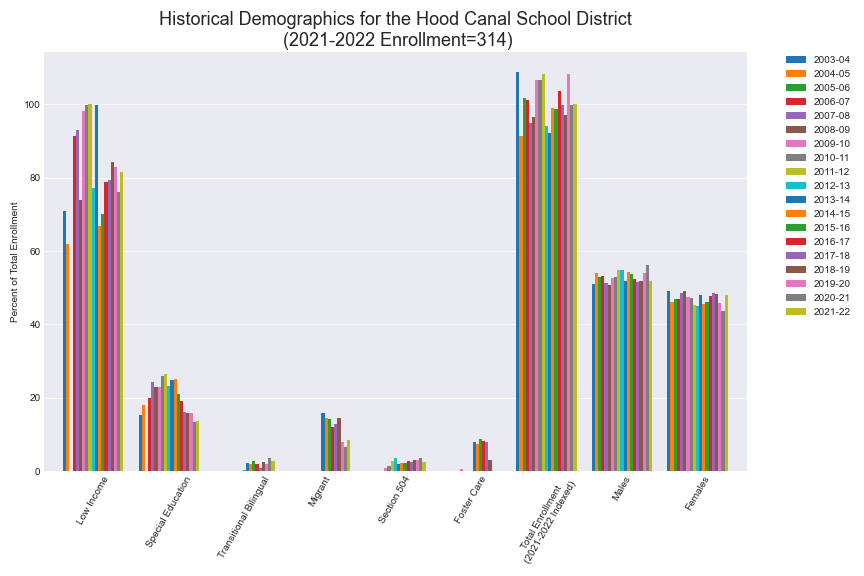 Historical Demographics for the Hood Canal School District
(2021-2022 Enrollment=314)
Percent of Total Enrollment
100
80
60
40
20
0
Low Income
Special Education
Transitional Bilingual
Migrant
Section 504
Foster Care
Total Enrollment
(2021-2022 Indexed)
Males
Females
2003-04
2004-05
2005-06
2006-07
2007-08
2008-09
2009-10
2010-11
2011-12
2012-13
2013-14
2014-15
2015-16
2016-17
2017-18
2018-19
2019-20
2020-21
2021-22